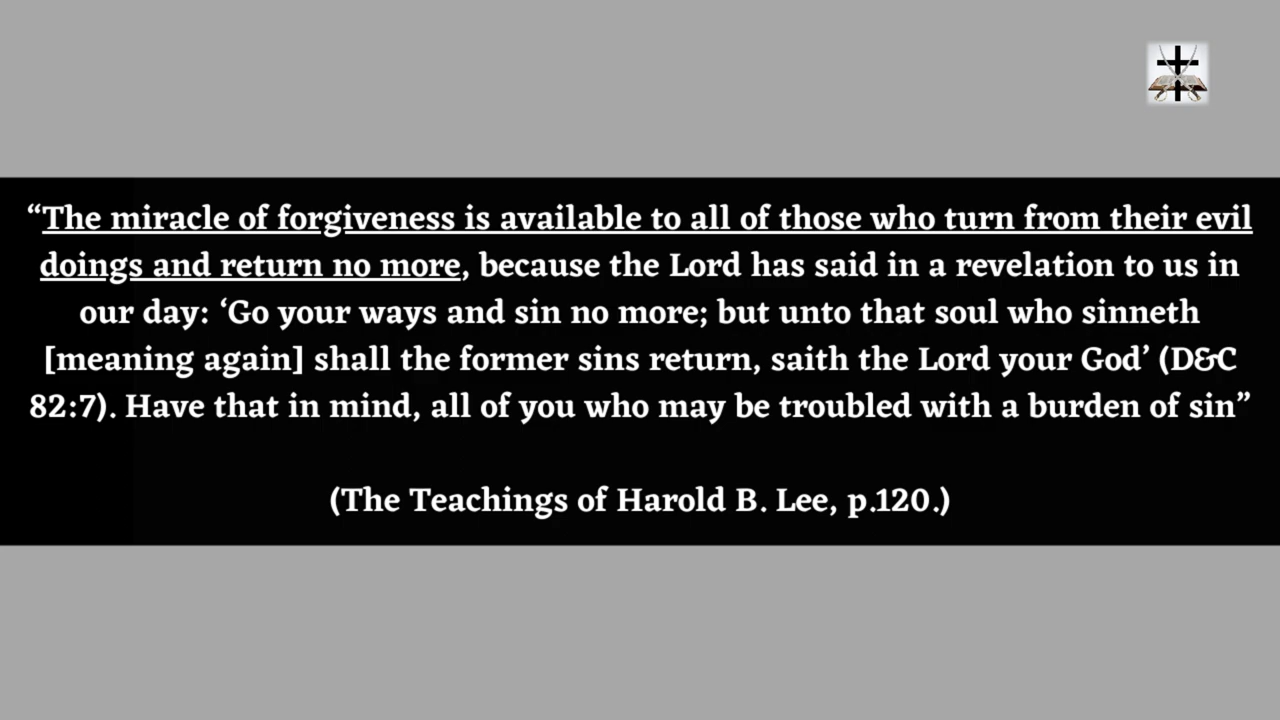 “The miracle of forgiveness is available to all of those who turn from their evil
doings and return no more, because the Lord has said in a revelation to us in
our day: ‘Go your ways and sin no more; but unto that soul who sinneth
[meaning again] shall the former sins return, saith the Lord your God’ (D&C
82:7). Have that in mind, all of you who may be troubled with a burden of sin”
(The Teachings of Harold B. Lee, p.120.)